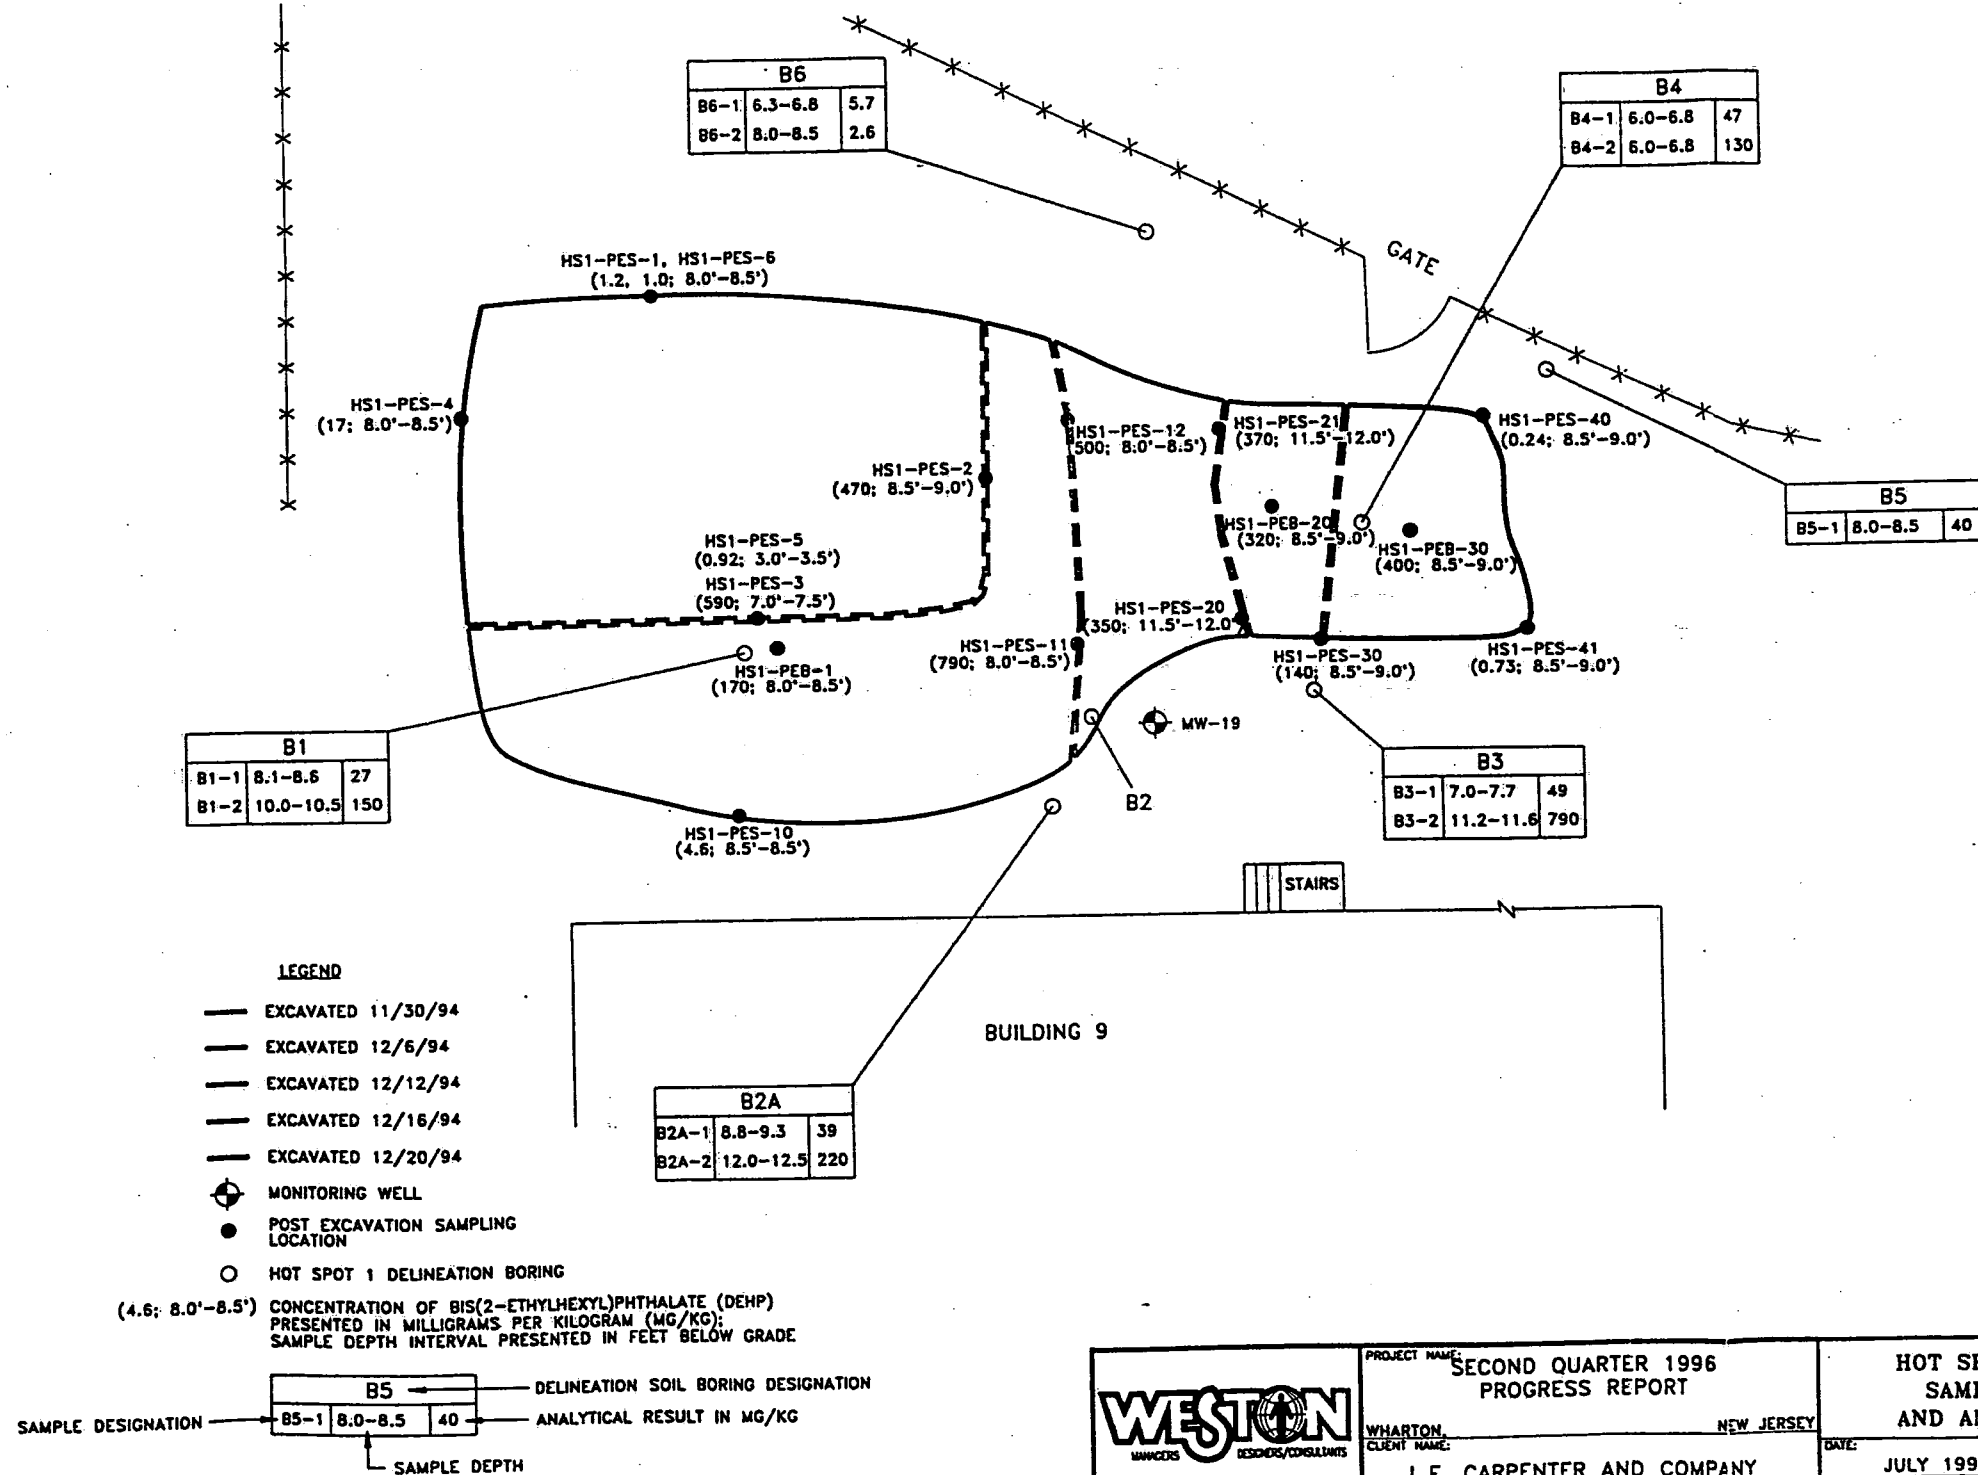 B6
B6-1 6.3-6.8 5.7
B6-2 8.0-8.5 2.6
B4
B4-1 6.0-6.8 47
B4-2 6.0-6.8 130
GATE
HS1-PES-1, HS1-PES-6
(1.2, 1.0; 8.0'-8.5')
HS1-PES-4
(17; 8.0'-8.5')
HS1-PES-12
(500; 8.0'-8.5')
HS1-PES-21
(370; 11.5'-12.0')
HS1-PES-40
(0.24; 8.5'-9.0')
HS1-PES-2
(470; 8.5'-9.0')
B5
B5-1 8.0-8.5 40
HS1-PEB-20
(320; 8.5'-9.0')
HS1-PEB-30
(400; 8.5'-9.0')
HS1-PES-5
(0.92; 3.0'-3.5')
HS1-PES-3
(590; 7.0'-7.5')
HS1-PES-20
(350; 11.5'-12.0'
HS1-PES-11
(790; 8.0'-8.5')
HS1-PEB-1
(170; 8.0'-8.5')
HS1-PES-30
(140; 8.5'-9.0')
HS1-PES-41
(0.73; 8.5'-9.0')
MW-19
B1
B1-1 8.1-8.6 27
B1-2 10.0-10.5 150
B2
B3
B3-1 7.0-7.7 49
B3-2 11.2-11.6 790
HS1-PES-10
(4.6; 8.5'-8.5')
STAIRS
BUILDING 9
B2A
B2A-1 8.8-9.3 39
B2A-2 12.0-12.5 220
LEGEND
EXCAVATED 11/30/94
EXCAVATED 12/6/94
EXCAVATED 12/12/94
EXCAVATED 12/16/94
EXCAVATED 12/20/94
MONITORING WELL
POST EXCAVATION SAMPLING
LOCATION
HOT SPOT 1 DELINEATION BORING
(4.6; 8.0'-8.5') CONCENTRATION OF BIS(2-ETHYLHEXYL)PHTHALATE (DEHP)
PRESENTED IN MILLIGRAMS PER KILOGRAM (MG/KG);
SAMPLE DEPTH INTERVAL PRESENTED IN FEET BELOW GRADE
B5 DELINEATION SOIL BORING DESIGNATION
SAMPLE DESIGNATION B5-1 8.0-8.5 40 ANALYTICAL RESULT IN MG/KG
SAMPLE DEPTH
WESTON
MANAGERS DESIGNERS/CONSULTANTS
PROJECT NAME:
SECOND QUARTER 1996
PROGRESS REPORT
WHARTON, NEW JERSEY
CLIENT NAME:
L.E. CARPENTER AND COMPANY
HOT
AND
DATE:
JULY 199